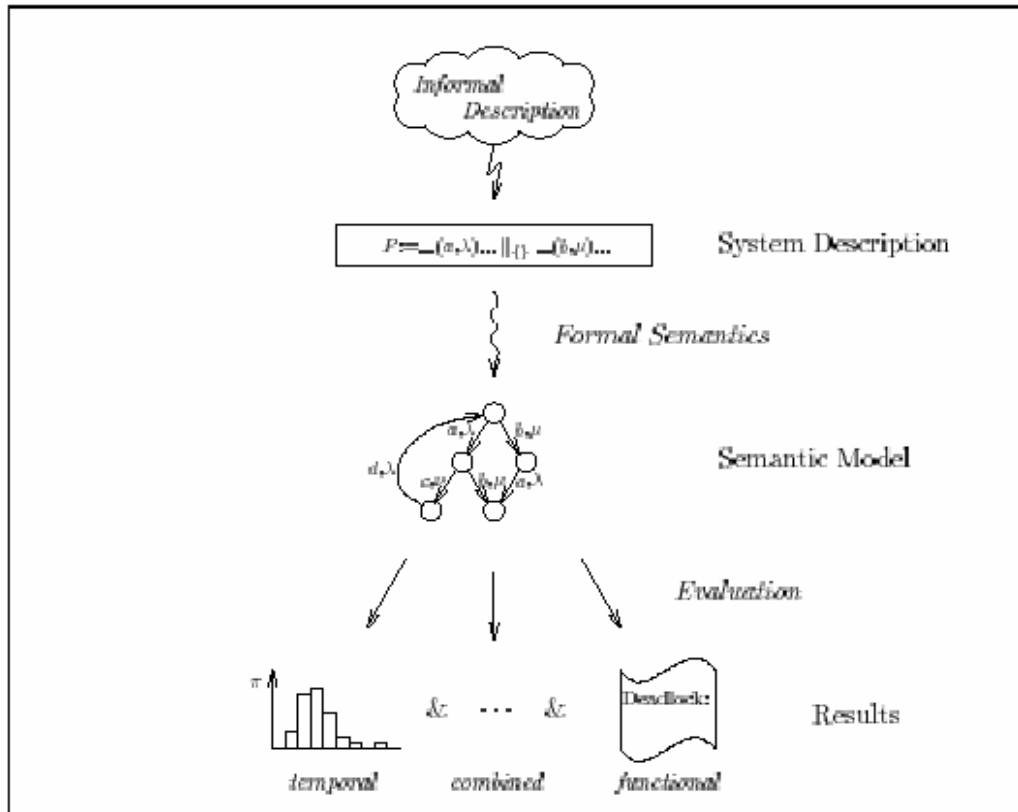 Informal
Description
P:=...(a,λ)... ||{} ...(b,μ)...
System Description
Formal Semantics
a,λ
b,μ
d,λ
c,ω
b,μ
a,λ
Semantic Model
Evaluation
π
& ... &
Deadlock:
Results
temporal
combined
functional